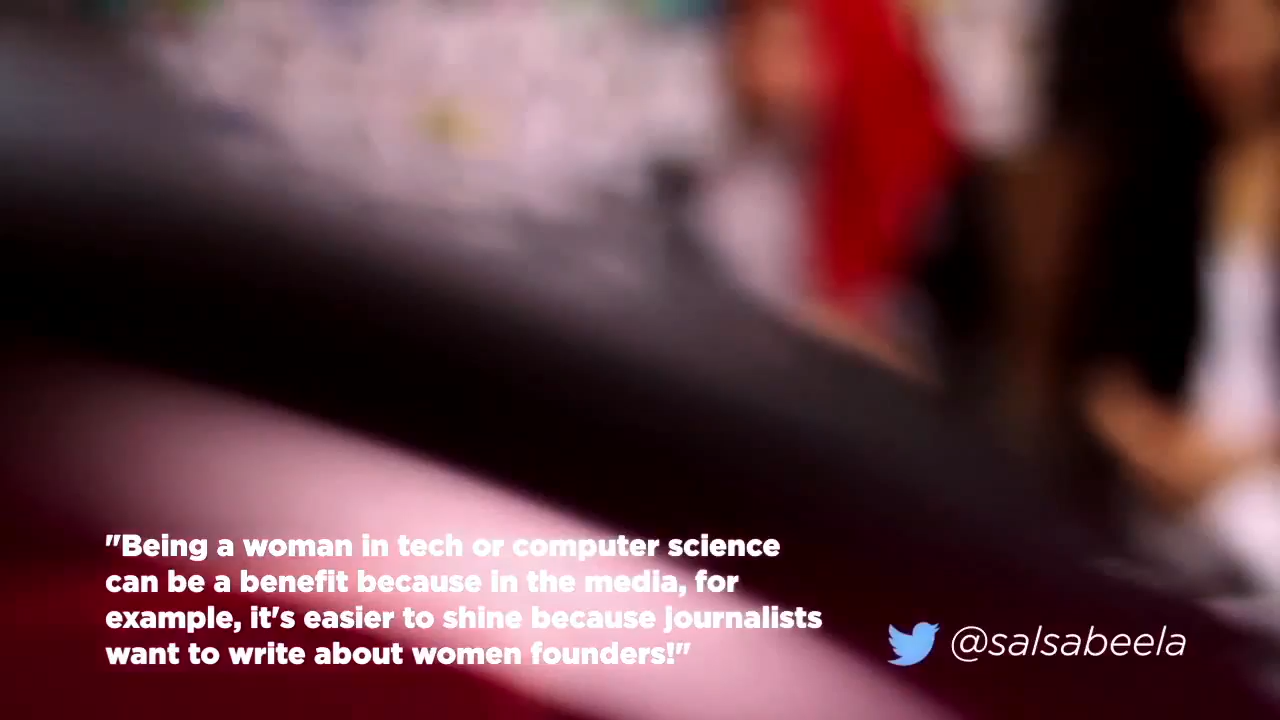 "Being a woman in tech or computer science
can be a benefit because in the media, for
example, it's easier to shine because journalists
want to write about women founders!"
@salsabeela